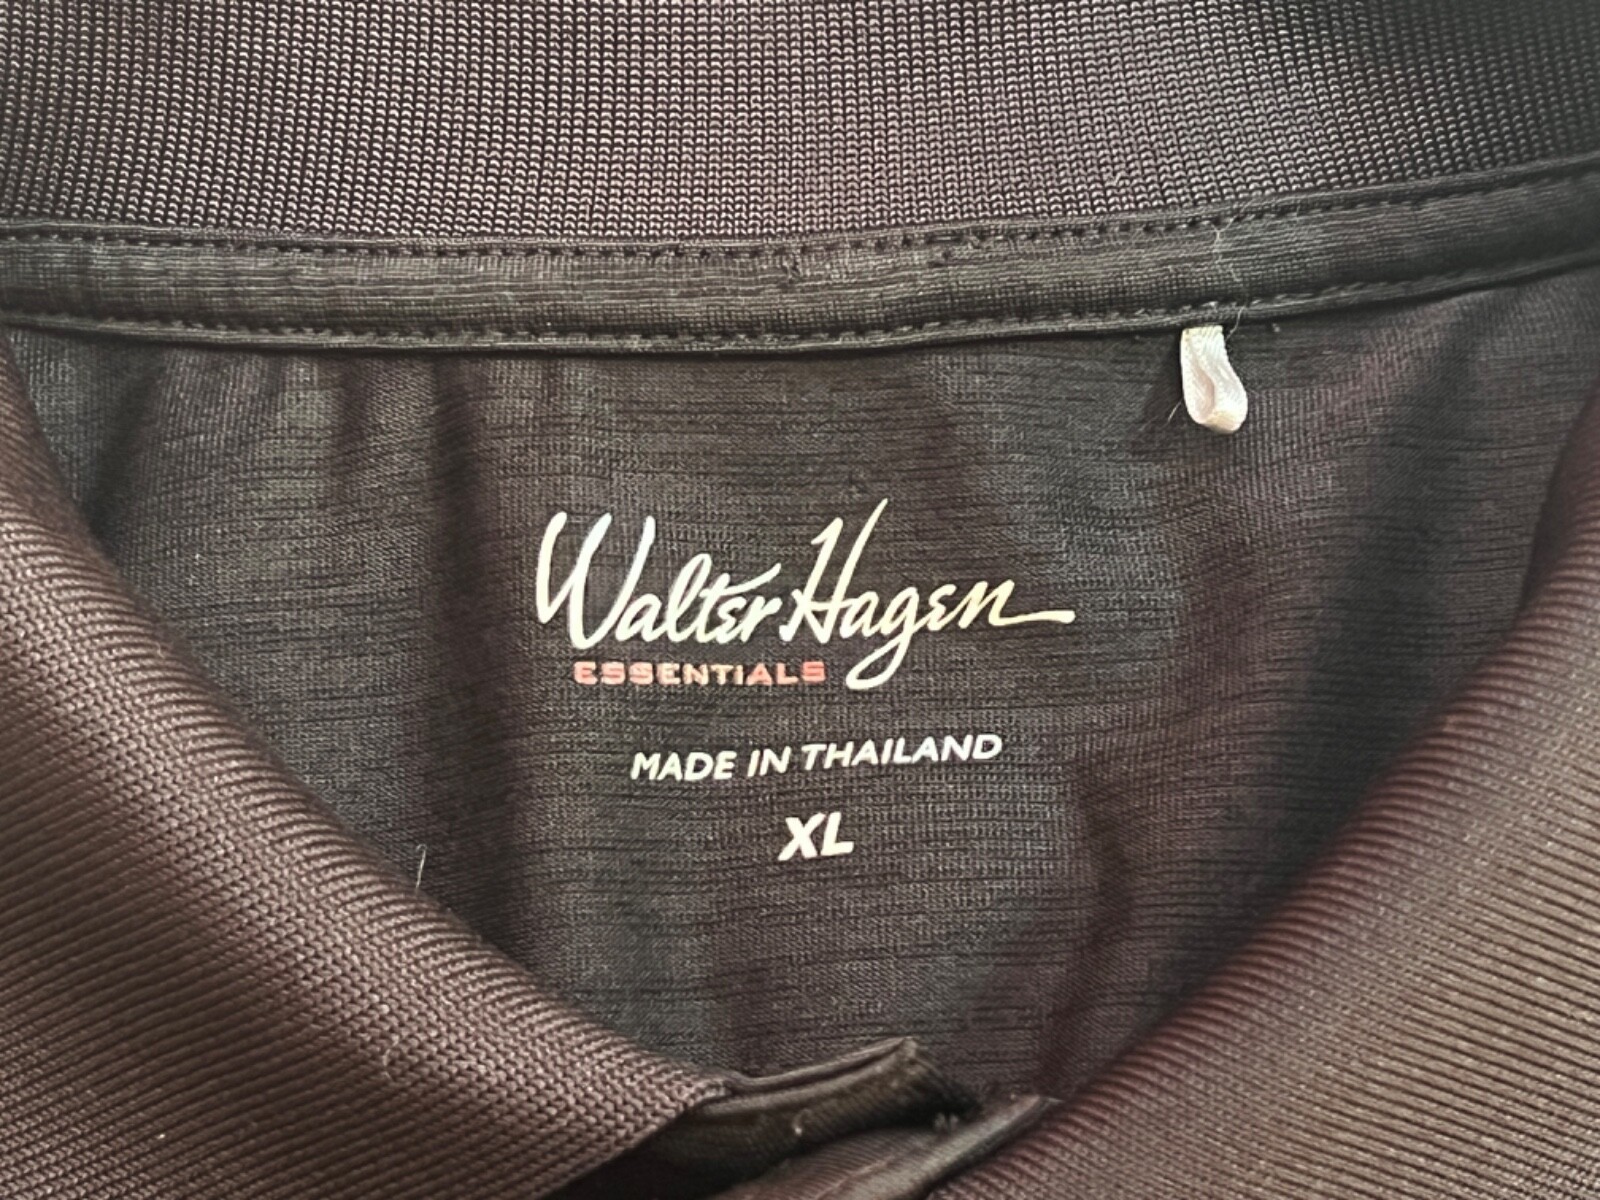 Walter Hagen
ESSENTIALS
MADE IN THAILAND
XL